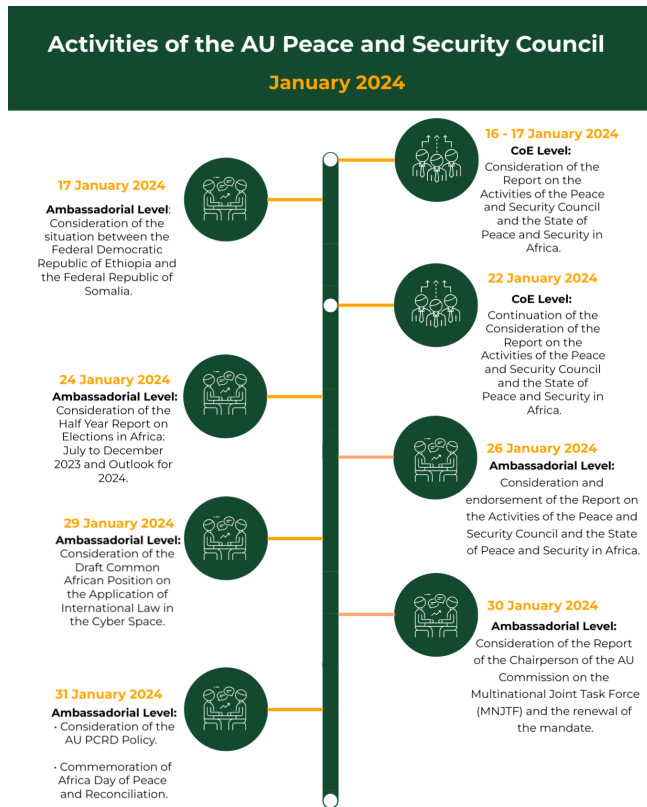 Activities of the AU Peace and Security Council
January 2024
16 - 17 January 2024
CoE Level:
Consideration of the
Report on the
Activities of the Peace
and Security Council
and the State of
Peace and Security in
Africa.
17 January 2024
Ambassadorial Level:
Consideration of the
situation between the
Federal Democratic
Republic of Ethiopia and
the Federal Republic of
Somalia.
22 January 2024
CoE Level:
Continuation of the
Consideration of the
Report on the
Activities of the Peace
and Security Council
and the State of
Peace and Security in
Africa.
24 January 2024
Ambassadorial Level:
Consideration of the
Half Year Report on
Elections in Africa:
July to December
2023 and Outlook for
2024.
26 January 2024
Ambassadorial Level:
Consideration and
endorsement of the Report on
the Activities of the Peace and
Security Council and the State
of Peace and Security in Africa.
29 January 2024
Ambassadorial Level:
Consideration of the
Draft Common
African Position on
the Application of
International Law in
the Cyber Space.
30 January 2024
Ambassadorial Level:
Consideration of the Report
of the Chairperson of the AU
Commission on the
Multinational Joint Task Force
(MNJTF) and the renewal of
the mandate.
31 January 2024
Ambassadorial Level:
• Consideration of the
AU PCRD Policy.
• Commemoration of
Africa Day of Peace
and Reconciliation.